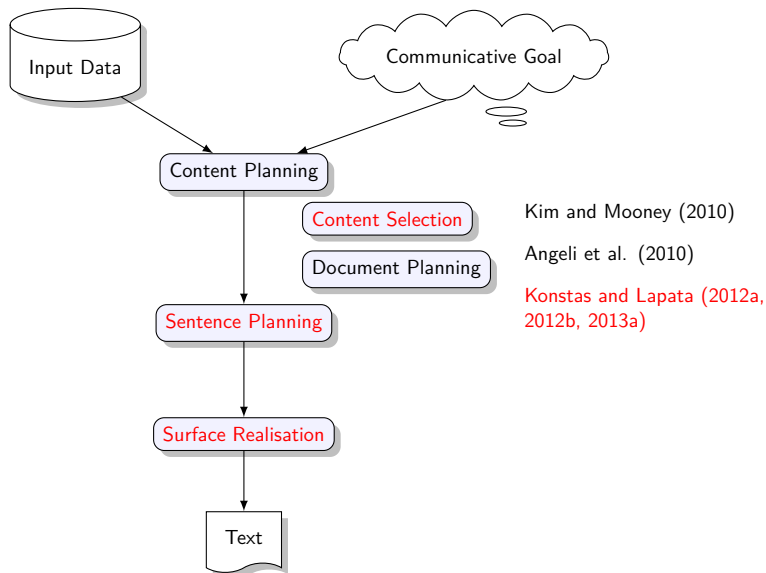 Input Data
Communicative Goal
Content Planning
Content Selection
Kim and Mooney (2010)
Document Planning
Angeli et al. (2010)
Konstas and Lapata (2012a,
2012b, 2013a)
Sentence Planning
Surface Realisation
Text